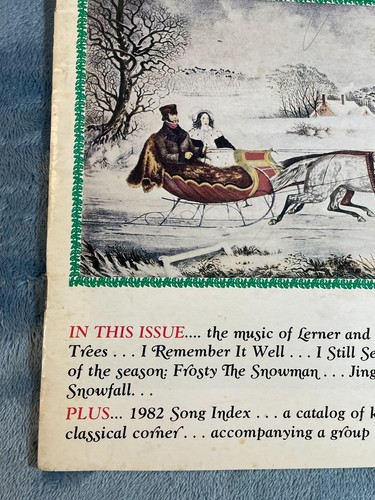 IN THIS ISSUE.... the music of Lerner and
Trees... I Remember It Well... I Still Se
of the season: Frosty The Snowman... Jing
Snowfall...
PLUS... 1982 Song Index... a catalog of k
classical corner... accompanying a group